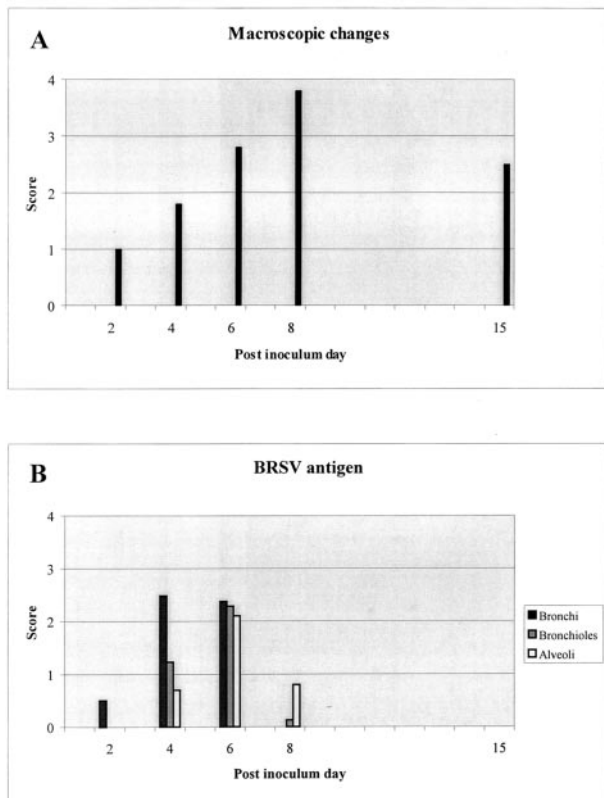 A
Macroscopic changes
4
3
2
1
0
Score
2 4 6 8 15
Post inoculum day
B
BRSV antigen
4
3
2
1
0
Score
2 4 6 8 15
Post inoculum day
Bronchi
Bronchioles
Alveoli